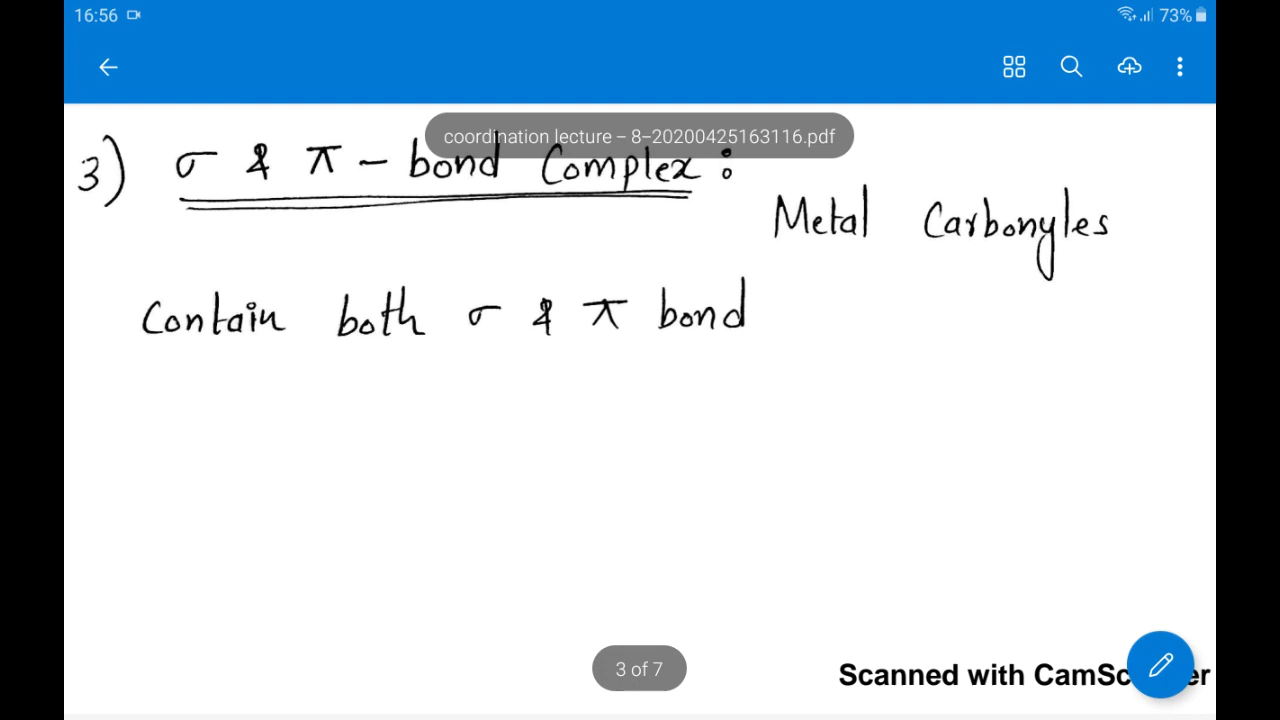 16:56 73%
coordination lecture – 8–20200425163116.pdf
3) σ & π – bond Complex :
Metal Carbonyles
Contain both σ & π bond
3 of 7
Scanned with CamSc er